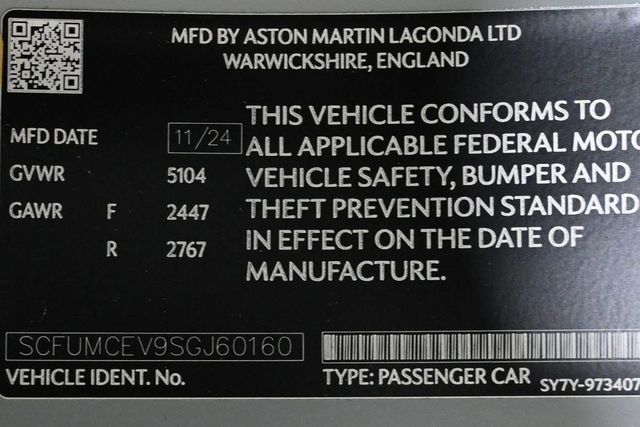 MFD BY ASTON MARTIN LAGONDA LTD
WARWICKSHIRE, ENGLAND
MFD DATE 11/24
GVWR 5104
GAWR F 2447
R 2767
THIS VEHICLE CONFORMS TO
ALL APPLICABLE FEDERAL MOTO
VEHICLE SAFETY, BUMPER AND
THEFT PREVENTION STANDARD
IN EFFECT ON THE DATE OF
MANUFACTURE.
SCFUMCEV9SGJ60160
VEHICLE IDENT. No.
TYPE: PASSENGER CAR
SY7Y-973407